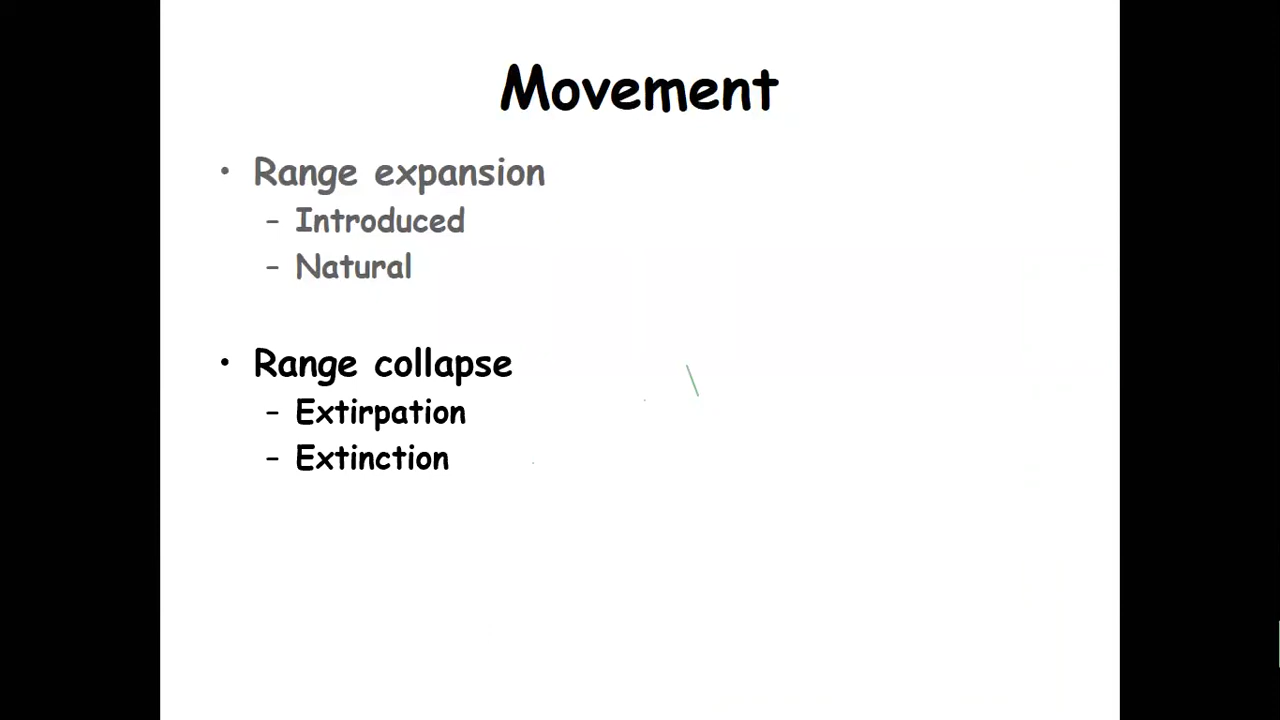 Movement
• Range expansion
– Introduced
– Natural
• Range collapse
– Extirpation
– Extinction